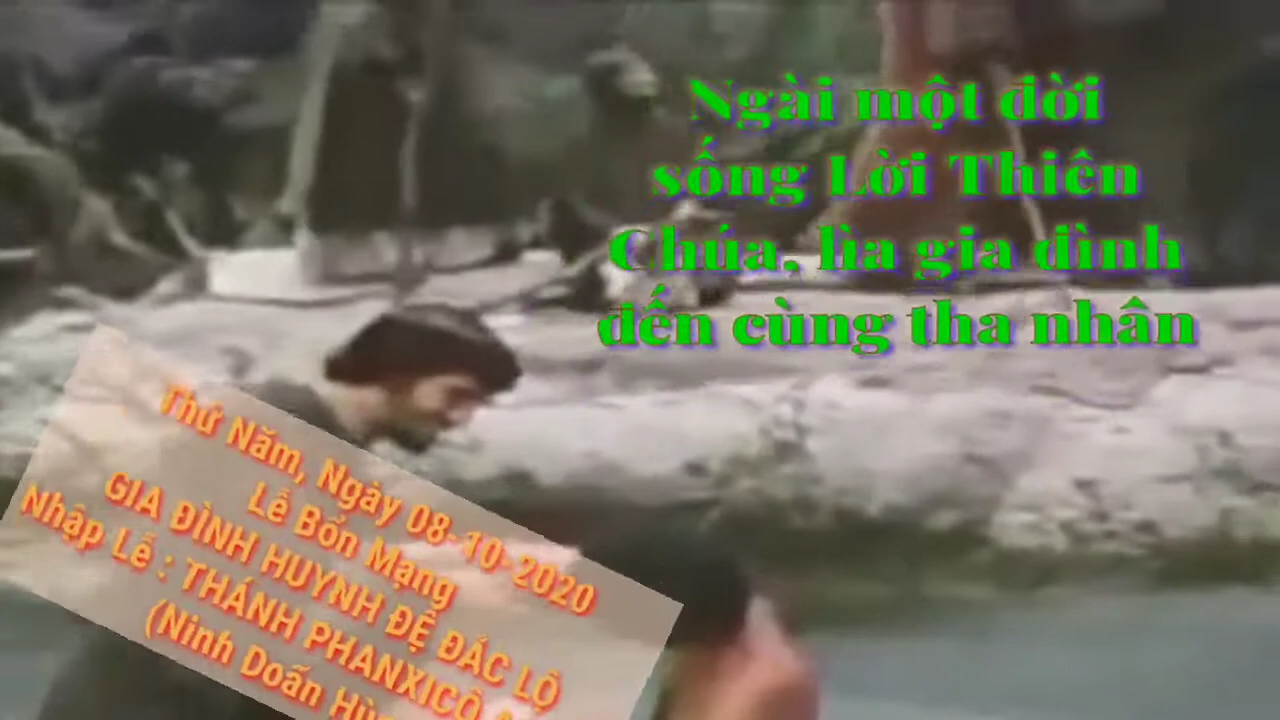 Ngài một đời
sống Lời Thiên
Chúa, lìa gia đình
đến cùng tha nhân
Thứ Năm, Ngày 08-10-2020
Lễ Bổn Mạng
GIA ĐÌNH HUYNH ĐỆ ĐẮC LỘ
Nhập Lễ : THÁNH PHANXICÔ
(Ninh Doãn